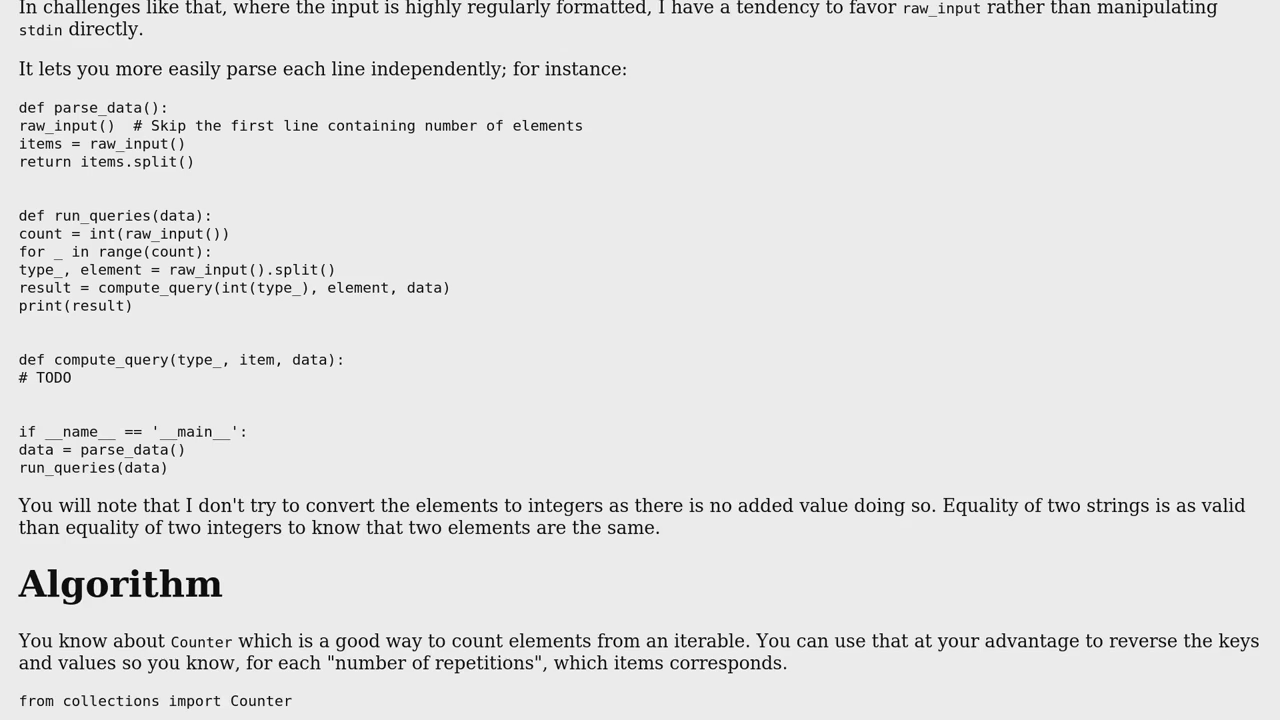 In challenges like that, where the input is highly regularly formatted, I have a tendency to favor raw_input rather than manipulating
stdin directly.
It lets you more easily parse each line independently; for instance:
def parse_data():
raw_input()  # Skip the first line containing number of elements
items = raw_input()
return items.split()
def run_queries(data):
count = int(raw_input())
for _ in range(count):
type_, element = raw_input().split()
result = compute_query(int(type_), element, data)
print(result)
def compute_query(type_, item, data):
# TODO
if __name__ == '__main__':
data = parse_data()
run_queries(data)
You will note that I don't try to convert the elements to integers as there is no added value doing so. Equality of two strings is as valid
than equality of two integers to know that two elements are the same.
Algorithm
You know about Counter which is a good way to count elements from an iterable. You can use that at your advantage to reverse the keys
and values so you know, for each "number of repetitions", which items corresponds.
from collections import Counter